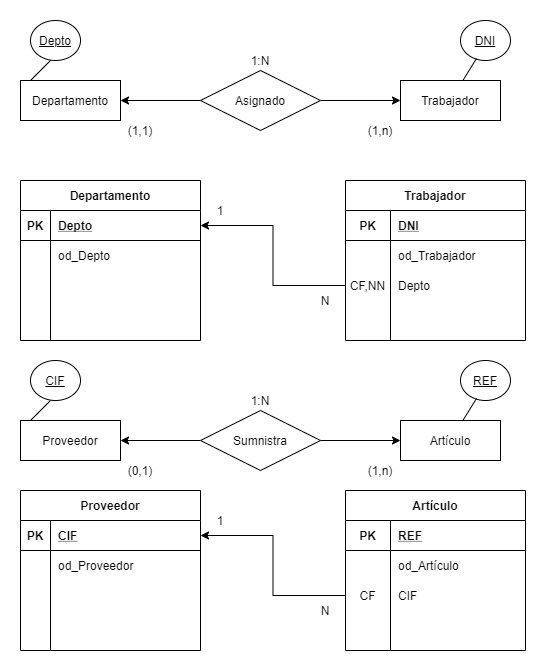 Depto
DNI
1:N
Departamento
Asignado
Trabajador
(1,1)
(1,n)
Departamento
PK
Depto
od_Depto
1
N
Trabajador
PK
DNI
od_Trabajador
CF,NN
Depto
CIF
REF
1:N
Proveedor
Sumnistra
Artículo
(0,1)
(1,n)
Proveedor
PK
CIF
od_Proveedor
1
N
Artículo
PK
REF
od_Artículo
CF
CIF